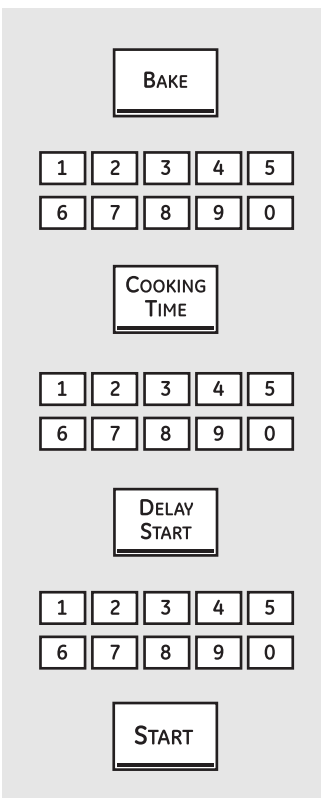 BAKE
1 2 3 4 5
6 7 8 9 0
COOKING
TIME
1 2 3 4 5
6 7 8 9 0
DELAY
START
1 2 3 4 5
6 7 8 9 0
START